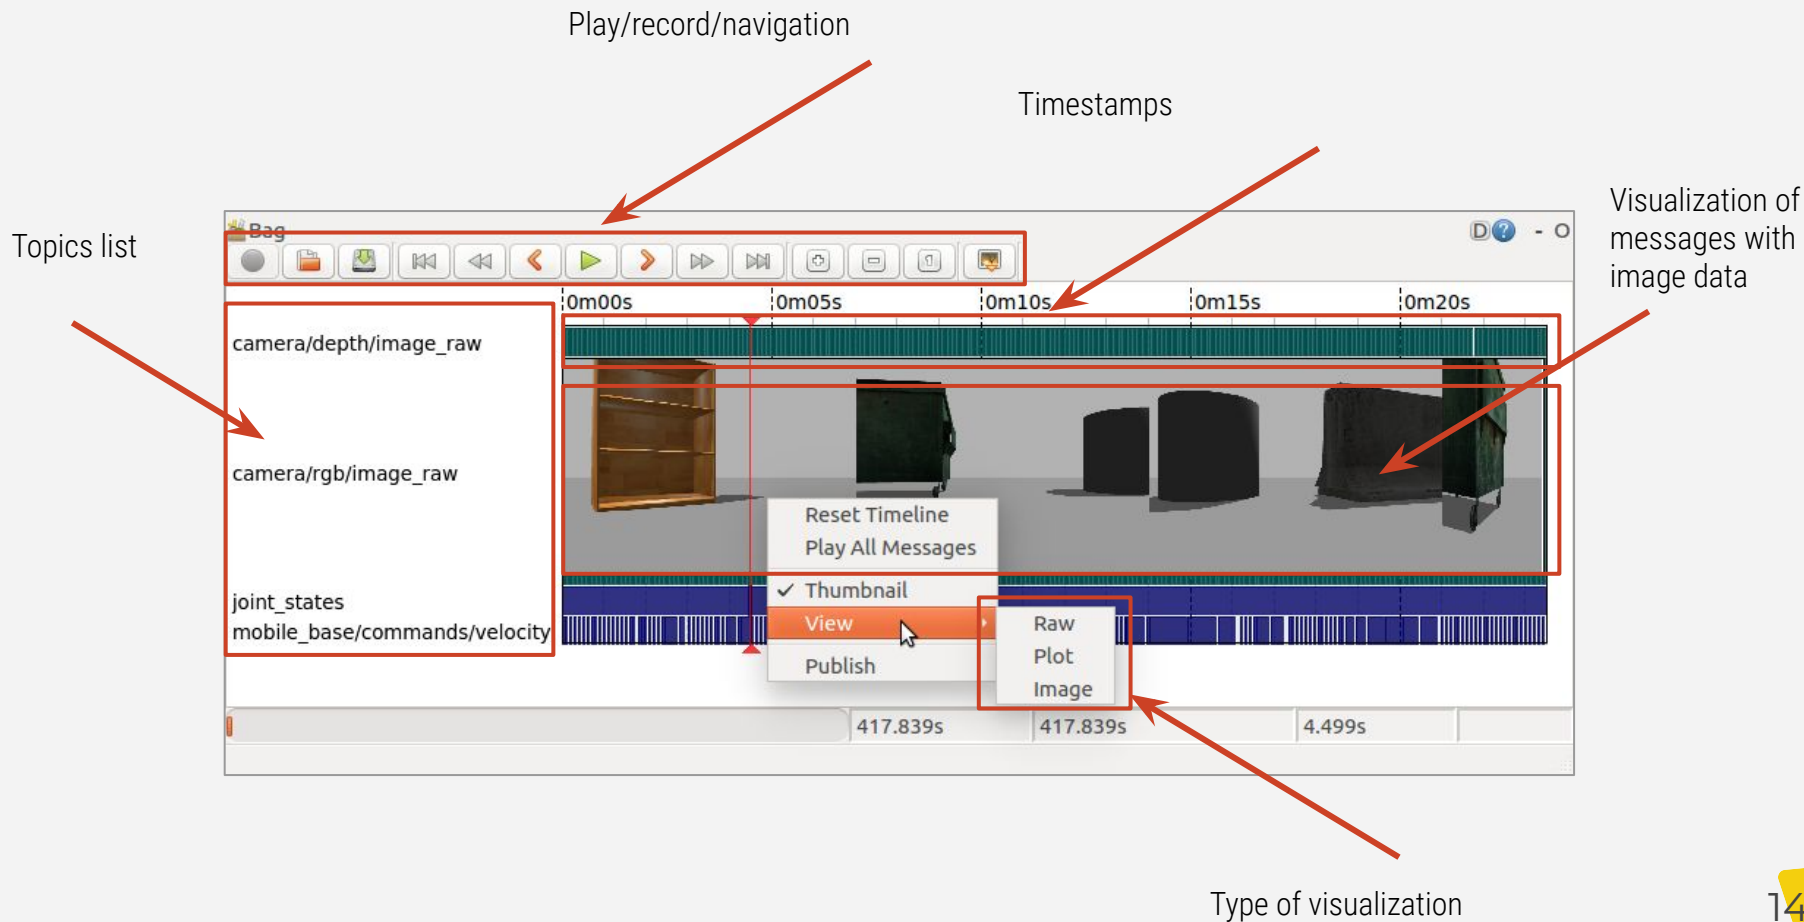 Play/record/navigation
Timestamps
Visualization of
messages with
image data
Topics list
Bag
D ? - O
0m00s 0m05s 0m10s 0m15s 0m20s
camera/depth/image_raw
camera/rgb/image_raw
Reset Timeline
Play All Messages
✓ Thumbnail
joint_states
View
Raw
mobile_base/commands/velocity
Plot
Publish
Image
417.839s 417.839s 4.499s
Type of visualization
14